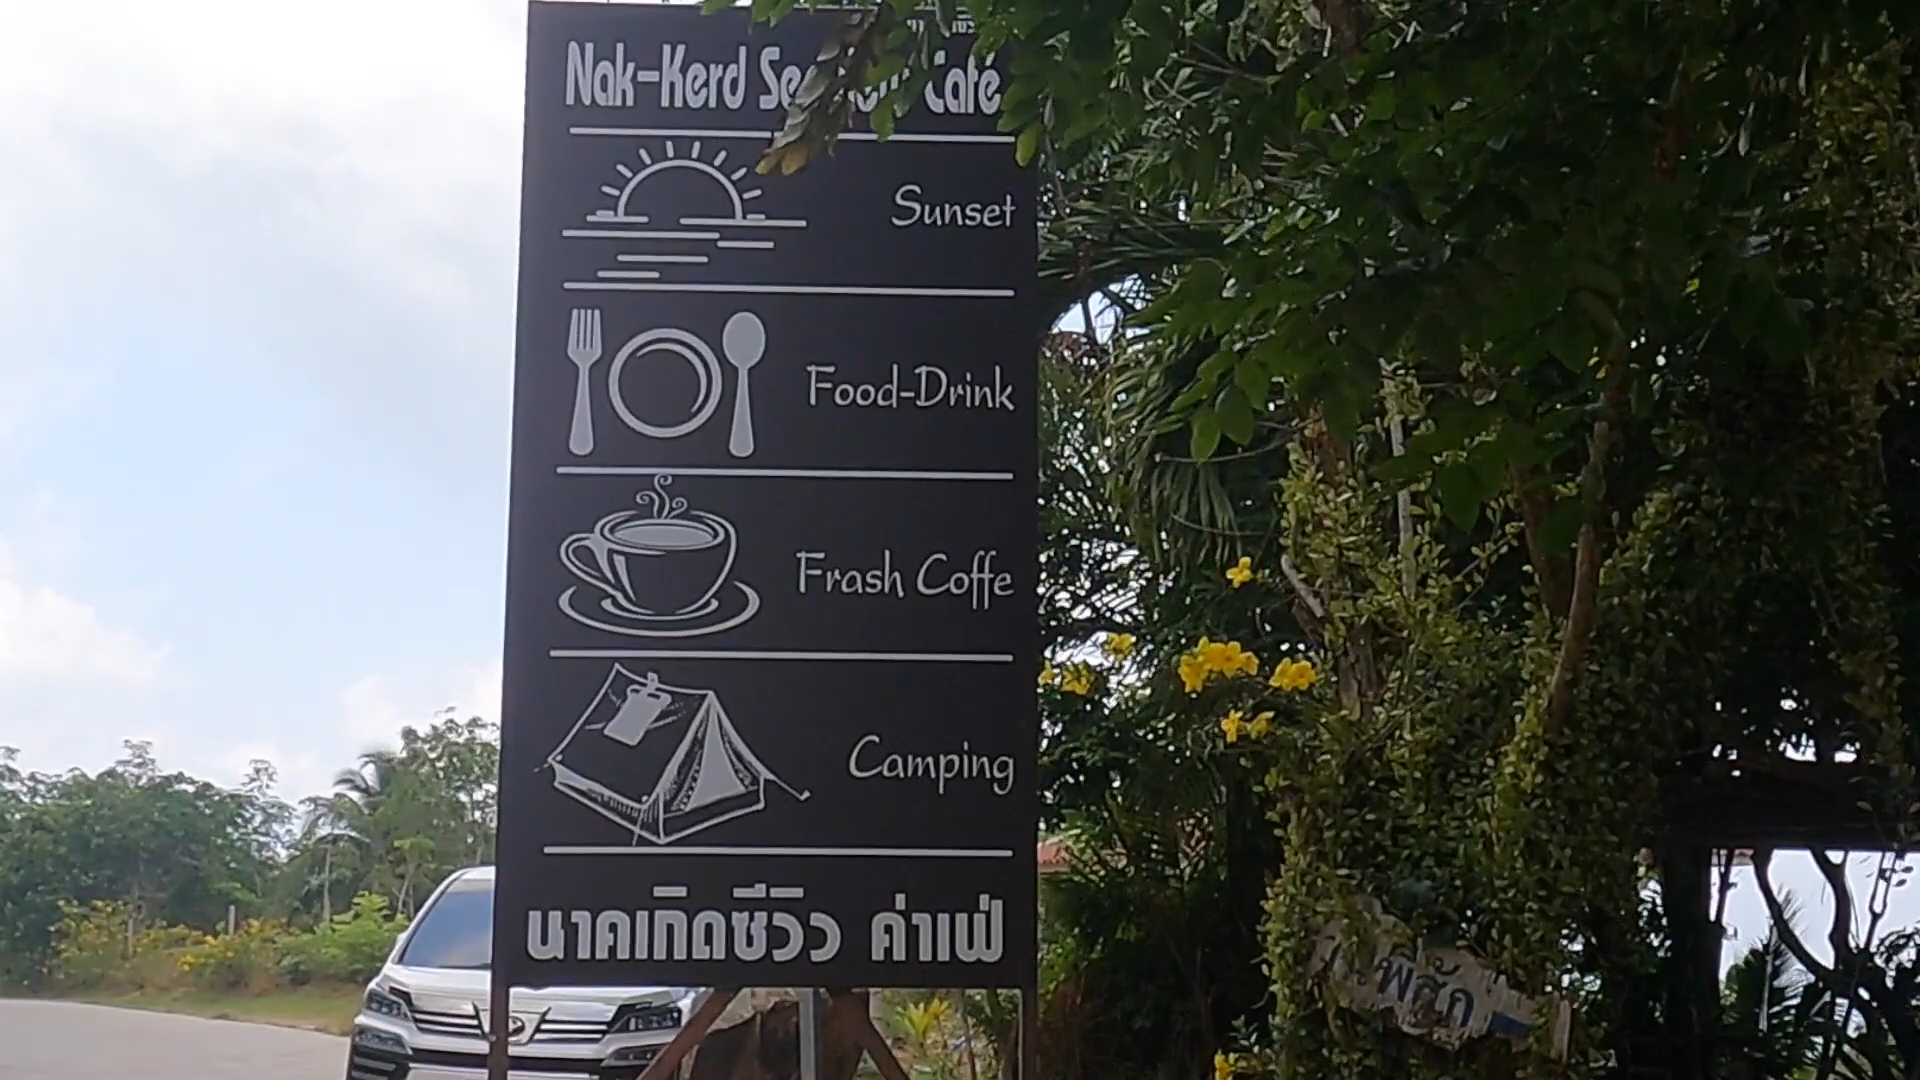 Nak-Kerd Café
Sunset
Food-Drink
Frash Coffe
Camping
นาคเกิดซีวิว ค่าเฟ่